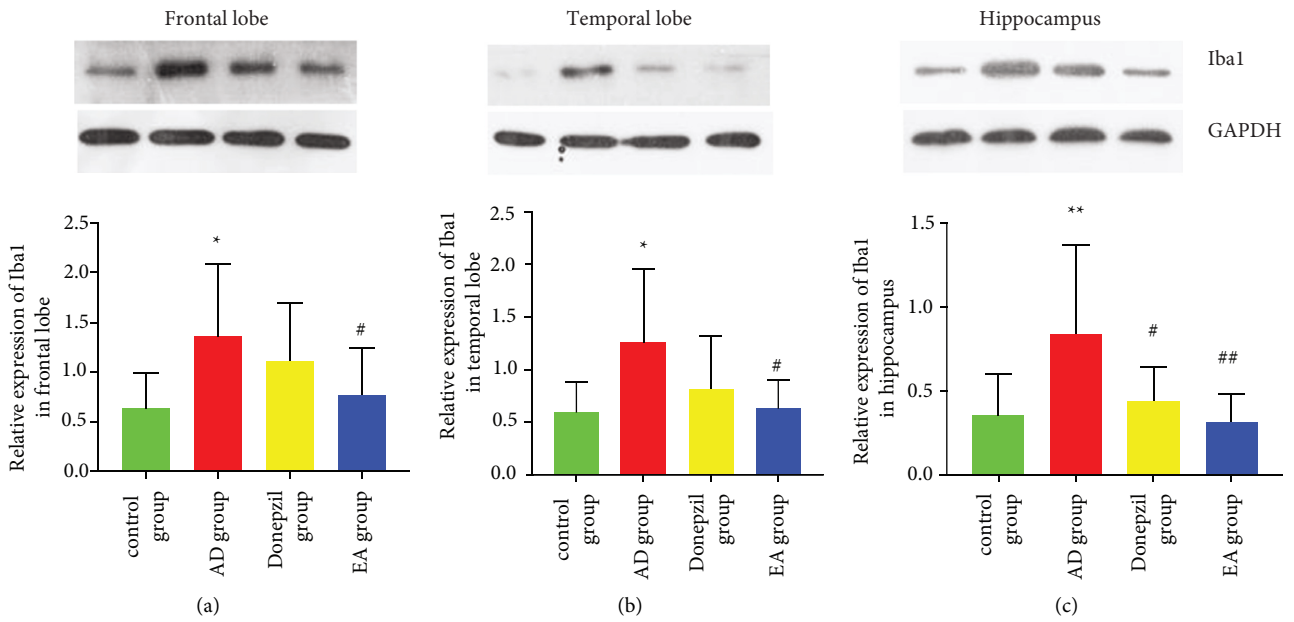 Frontal lobe
Temporal lobe
Hippocampus
Iba1
GAPDH
Relative expression of Iba1
in frontal lobe
2.5
2.0
1.5
1.0
0.5
0.0
*
#
control
group
AD group
Donepzil
group
EA group
(a)
Relative expression of Iba1
in temporal lobe
2.5
2.0
1.5
1.0
0.5
0.0
*
#
control
group
AD group
Donepzil
group
EA group
(b)
Relative expression of Iba1
in hippocampus
1.5
1.0
0.5
0.0
**
#
##
control
group
AD group
Donepzil
group
EA group
(c)